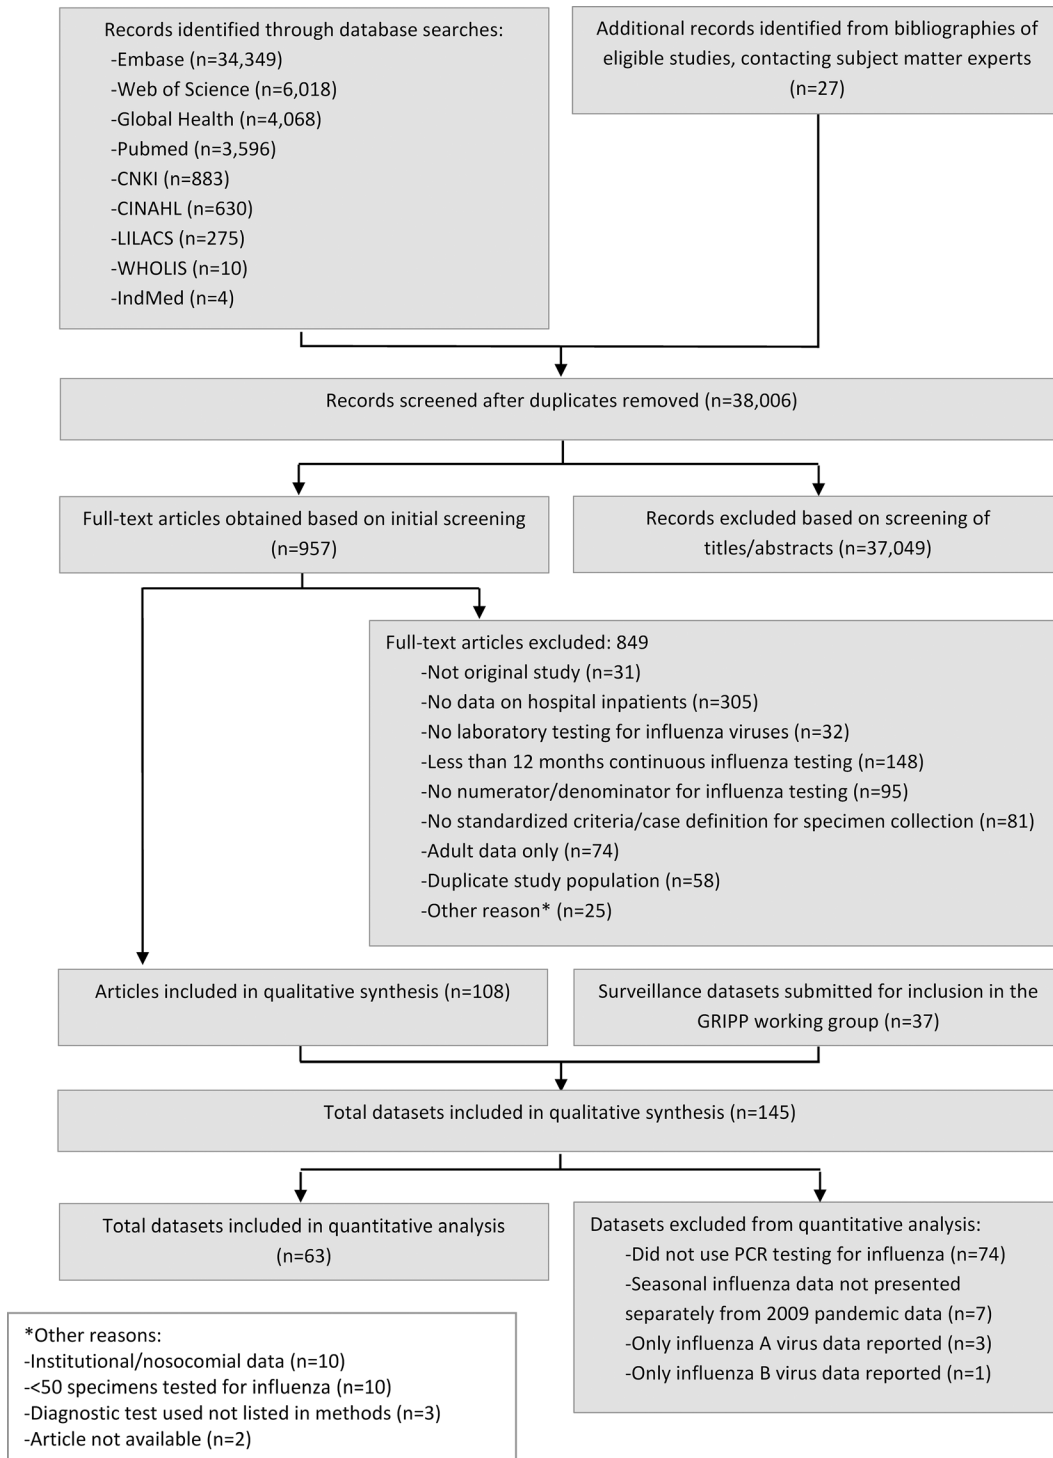 Records identified through database searches:
-Embase (n=34,349)
-Web of Science (n=6,018)
-Global Health (n=4,068)
-Pubmed (n=3,596)
-CNKI (n=883)
-CINAHL (n=630)
-LILACS (n=275)
-WHOLIS (n=10)
-IndMed (n=4)
Additional records identified from bibliographies of
eligible studies, contacting subject matter experts
(n=27)
Records screened after duplicates removed (n=38,006)
Full-text articles obtained based on initial screening
(n=957)
Records excluded based on screening of
titles/abstracts (n=37,049)
Full-text articles excluded: 849
-Not original study (n=31)
-No data on hospital inpatients (n=305)
-No laboratory testing for influenza viruses (n=32)
-Less than 12 months continuous influenza testing (n=148)
-No numerator/denominator for influenza testing (n=95)
-No standardized criteria/case definition for specimen collection (n=81)
-Adult data only (n=74)
-Duplicate study population (n=58)
-Other reason* (n=25)
Articles included in qualitative synthesis (n=108)
Surveillance datasets submitted for inclusion in the
GRIPP working group (n=37)
Total datasets included in qualitative synthesis (n=145)
Total datasets included in quantitative analysis
(n=63)
Datasets excluded from quantitative analysis:
-Did not use PCR testing for influenza (n=74)
-Seasonal influenza data not presented
separately from 2009 pandemic data (n=7)
-Only influenza A virus data reported (n=3)
-Only influenza B virus data reported (n=1)
*Other reasons:
-Institutional/nosocomial data (n=10)
-<50 specimens tested for influenza (n=10)
-Diagnostic test used not listed in methods (n=3)
-Article not available (n=2)